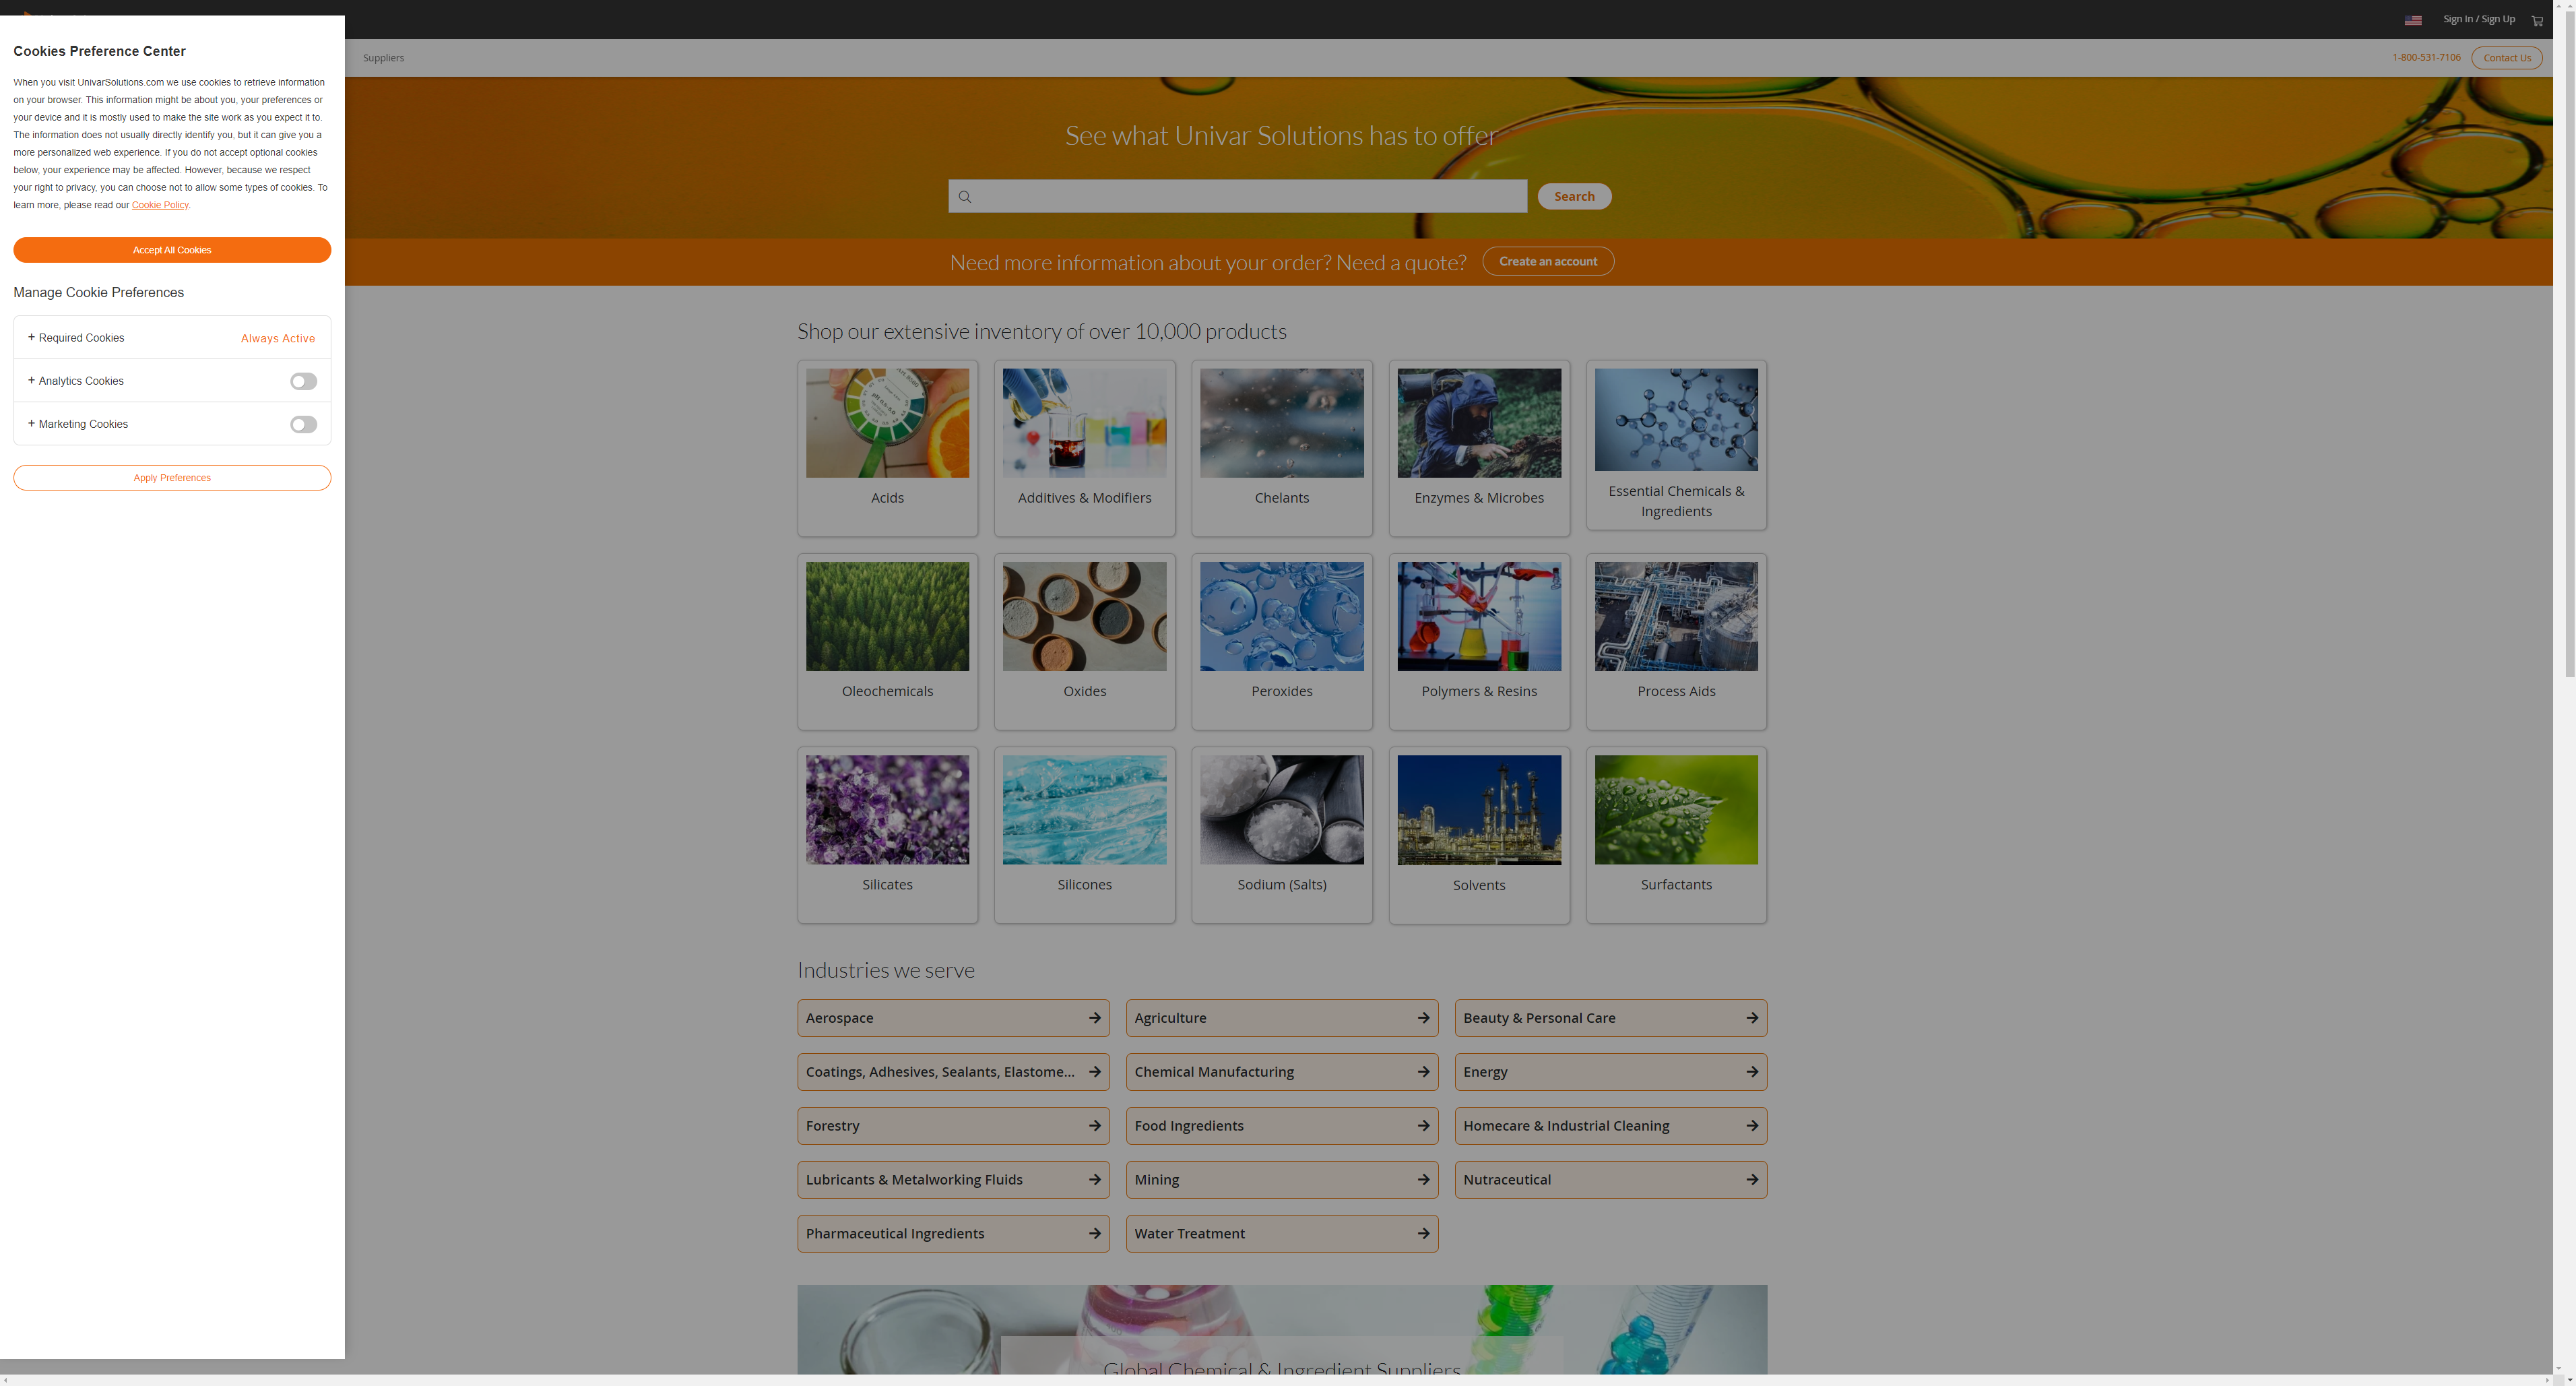 Sign In / Sign Up
Cookies Preference Center
When you visit UnivarSolutions.com we use cookies to retrieve information
on your browser. This information might be about you, your preferences or
your device and it is mostly used to make the site work as you expect it to.
The information does not usually directly identify you, but it can give you a
more personalized web experience. If you do not accept optional cookies
below, your experience may be affected. However, because we respect
your right to privacy, you can choose not to allow some types of cookies. To
learn more, please read our Cookie Policy.
Accept All Cookies
Manage Cookie Preferences
+ Required Cookies Always Active
+ Analytics Cookies
+ Marketing Cookies
Apply Preferences
Suppliers
1-800-531-7106 Contact Us
See what Univar Solutions has to offer
Search
Need more information about your order? Need a quote? Create an account
Shop our extensive inventory of over 10,000 products
Acids
Additives & Modifiers
Chelants
Enzymes & Microbes
Essential Chemicals &
Ingredients
Oleochemicals
Oxides
Peroxides
Polymers & Resins
Process Aids
Silicates
Silicones
Sodium (Salts)
Solvents
Surfactants
Industries we serve
Aerospace
Agriculture
Beauty & Personal Care
Coatings, Adhesives, Sealants, Elastome...
Chemical Manufacturing
Energy
Forestry
Food Ingredients
Homecare & Industrial Cleaning
Lubricants & Metalworking Fluids
Mining
Nutraceutical
Pharmaceutical Ingredients
Water Treatment
Global Chemical & Ingredient Suppliers